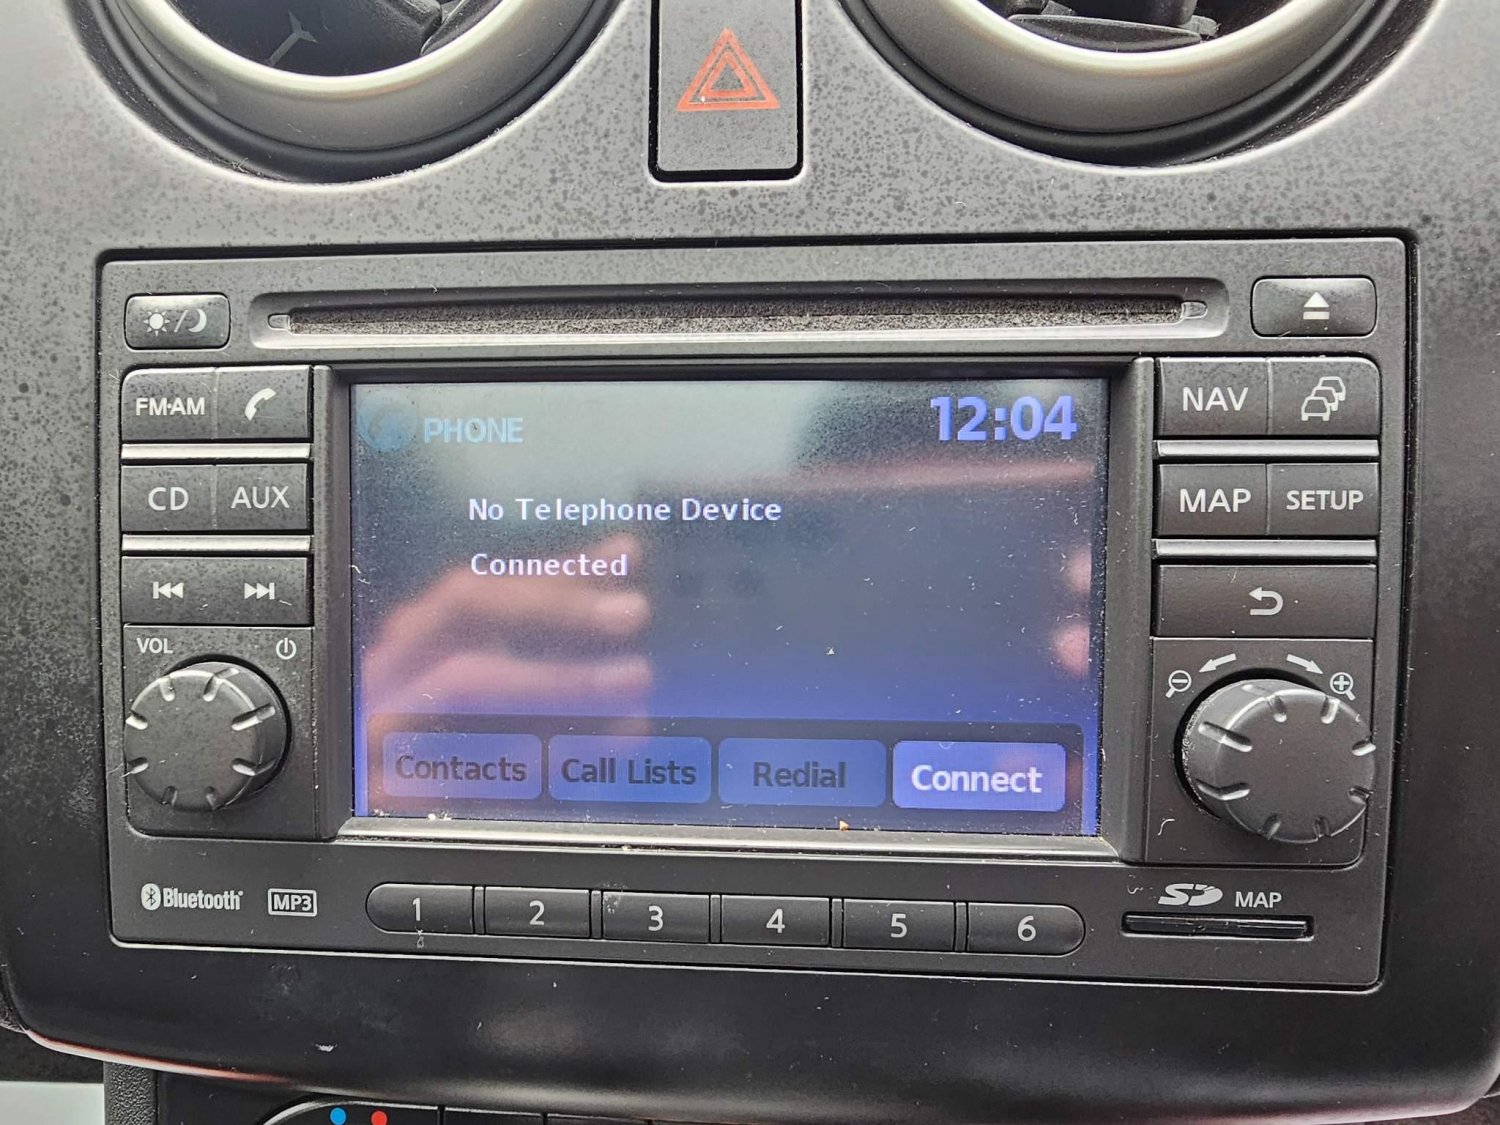 FM·AM
CD
AUX
VOL
PHONE
12:04
No Telephone Device
Connected
Contacts
Call Lists
Redial
Connect
NAV
MAP
SETUP
Bluetooth
MP3
1
2
3
4
5
6
SD
MAP